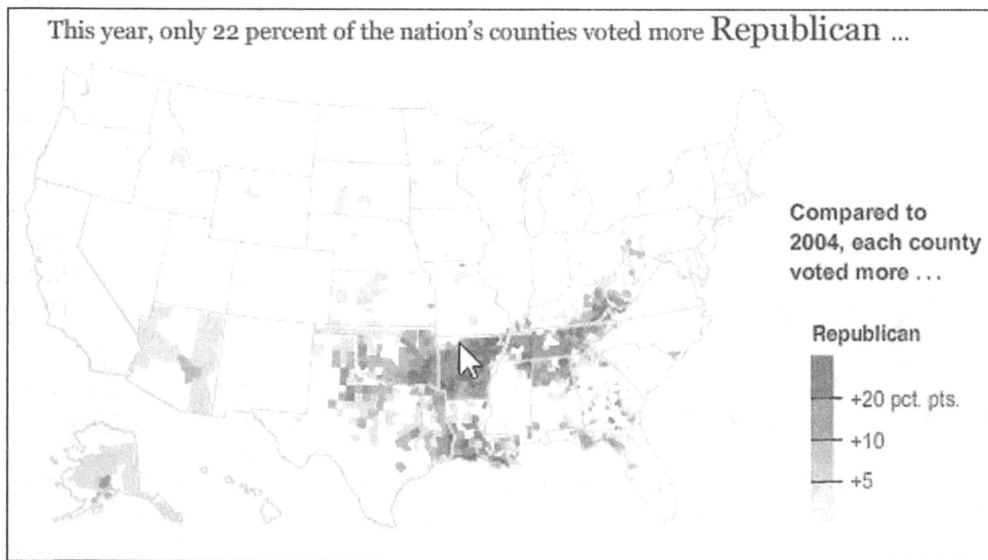 This year, only 22 percent of the nation's counties voted more Republican ...
Compared to
2004, each county
voted more ...
Republican
+20 pct. pts.
+10
+5